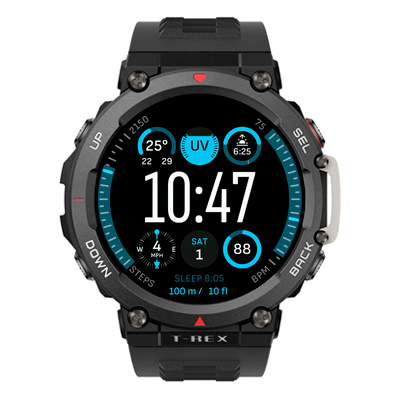 UP
SEL
2150
75
25°
22 29
UV
6:25
10:47
N
W 4 E
MPH
S
SAT
1
88
SLEEP 8:05
100 m / 10 fl
STEPS
BPM
DOWN
BACK
T-REX